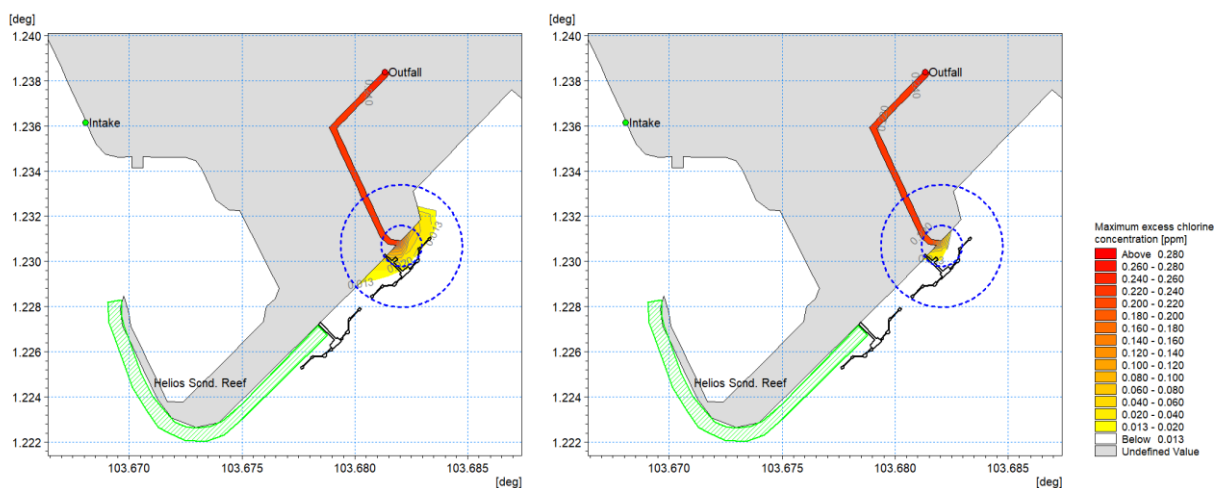 [deg]
1.240
1.238
1.236
1.234
1.232
1.230
1.228
1.226
1.224
1.222
Outfall
Intake
0.013
0.013
Helios Scnd. Reef
103.670
103.675
103.680
103.685
[deg]
[deg]
1.240
1.238
1.236
1.234
1.232
1.230
1.228
1.226
1.224
1.222
Outfall
Intake
Helios Scnd. Reef
103.670
103.675
103.680
103.685
[deg]
Maximum excess chlorine
concentration [ppm]
Above 0.280
0.260 - 0.280
0.240 - 0.260
0.220 - 0.240
0.200 - 0.220
0.180 - 0.200
0.160 - 0.180
0.140 - 0.160
0.120 - 0.140
0.100 - 0.120
0.080 - 0.100
0.060 - 0.080
0.040 - 0.060
0.020 - 0.040
0.013 - 0.020
Below 0.013
Undefined Value